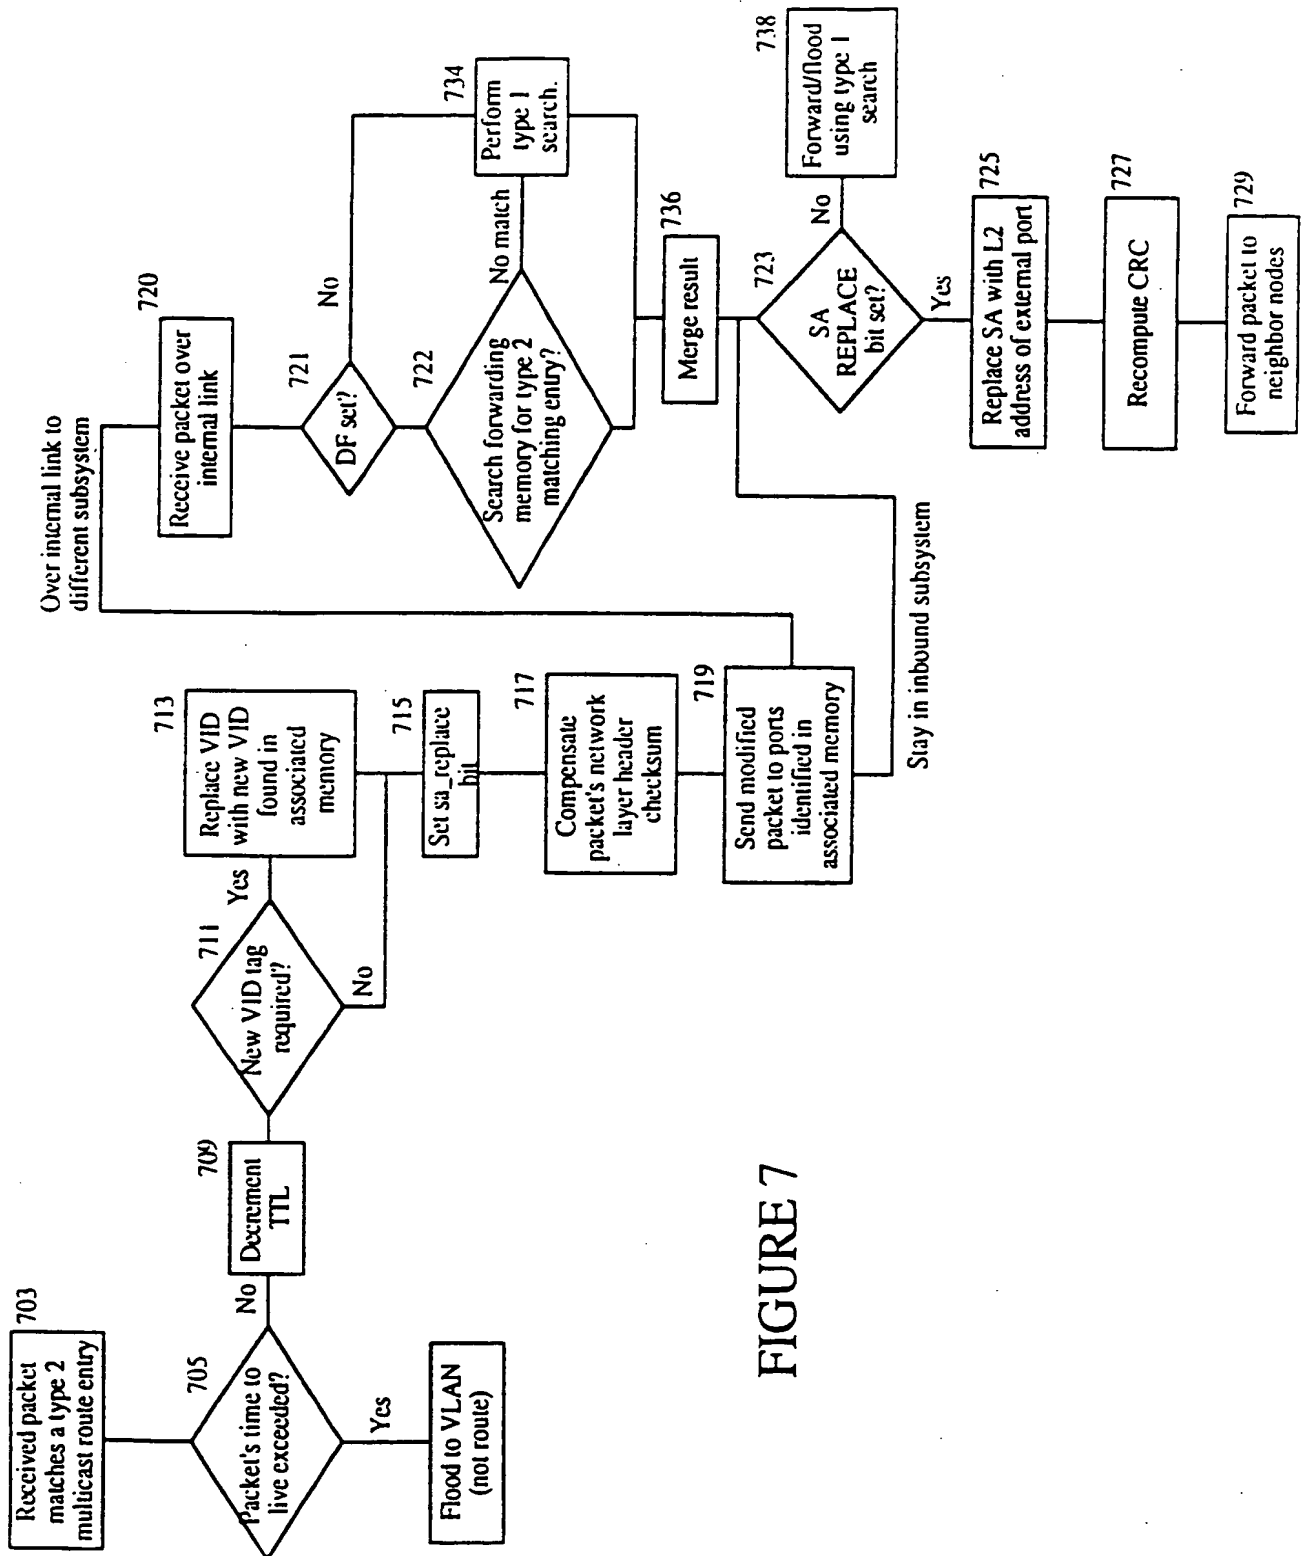 703
Received packet
matches a type 2
multicast route entry
705
Packet's time to
live exceeded?
Yes
Flood to VLAN
(not route)
No
709
Decrement
TTL
711
New VID tag
required?
Yes
No
713
Replace VID
with new VID
found in
associated
memory
715
Set sa_replace
bit
717
Compensate
packet's network
layer header
checksum
719
Send modified
packet to ports
identified in
associated memory
Over internal link to
different subsystem
Stay in inbound subsystem
720
Receive packet over
internal link
721
DF set?
No
722
Search forwarding
memory for type 2
matching entry?
No match
734
Perform
type 1
search.
736
Merge result
723
SA
REPLACE
bit set?
No
738
Forward/flood
using type 1
search
Yes
725
Replace SA with L2
address of external port
727
Recompute CRC
729
Forward packet to
neighbor nodes
FIGURE 7